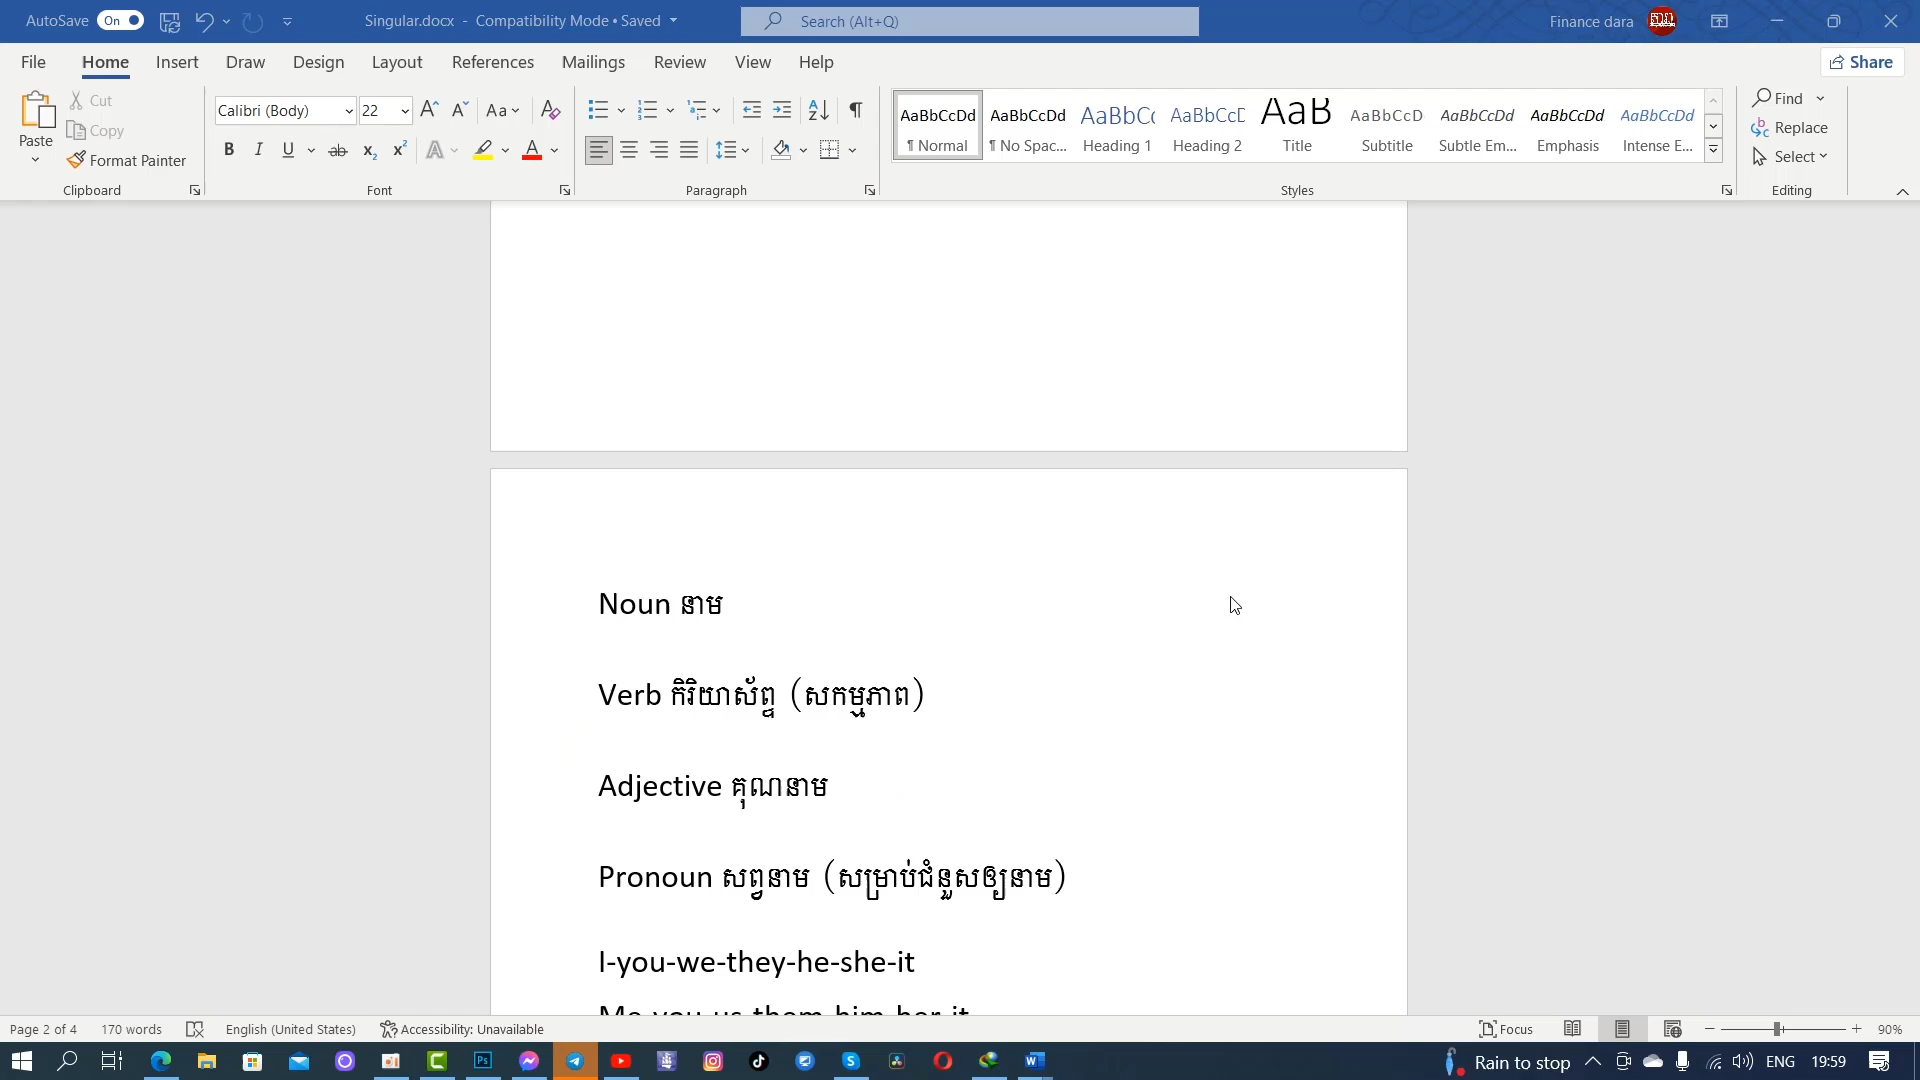 AutoSave On Singular.docx - Compatibility Mode • Saved Search (Alt+Q) Finance dara
File Home Insert Draw Design Layout References Mailings Review View Help Share
Paste Cut Copy Format Painter Clipboard
Calibri (Body) 22 Aa Font
Paragraph
AaBbCcDd AaBbCcDd AaBbCc AaBbCcC AaB AaBbCcD AaBbCcDd AaBbCcDd AaBbCcDd
¶ Normal ¶ No Spac... Heading 1 Heading 2 Title Subtitle Subtle Em... Emphasis Intense E...
Styles
Find Replace Select Editing
Noun នាម
Verb កិរិយាស័ព្ទ (សកម្មភាព)
Adjective គុណនាម
Pronoun សព្វនាម (សម្រាប់ជំនួសឲ្យនាម)
I-you-we-they-he-she-it
Me-you-us-them-him-her-it
Page 2 of 4 170 words English (United States) Accessibility: Unavailable Focus 90%
Rain to stop ENG 19:59